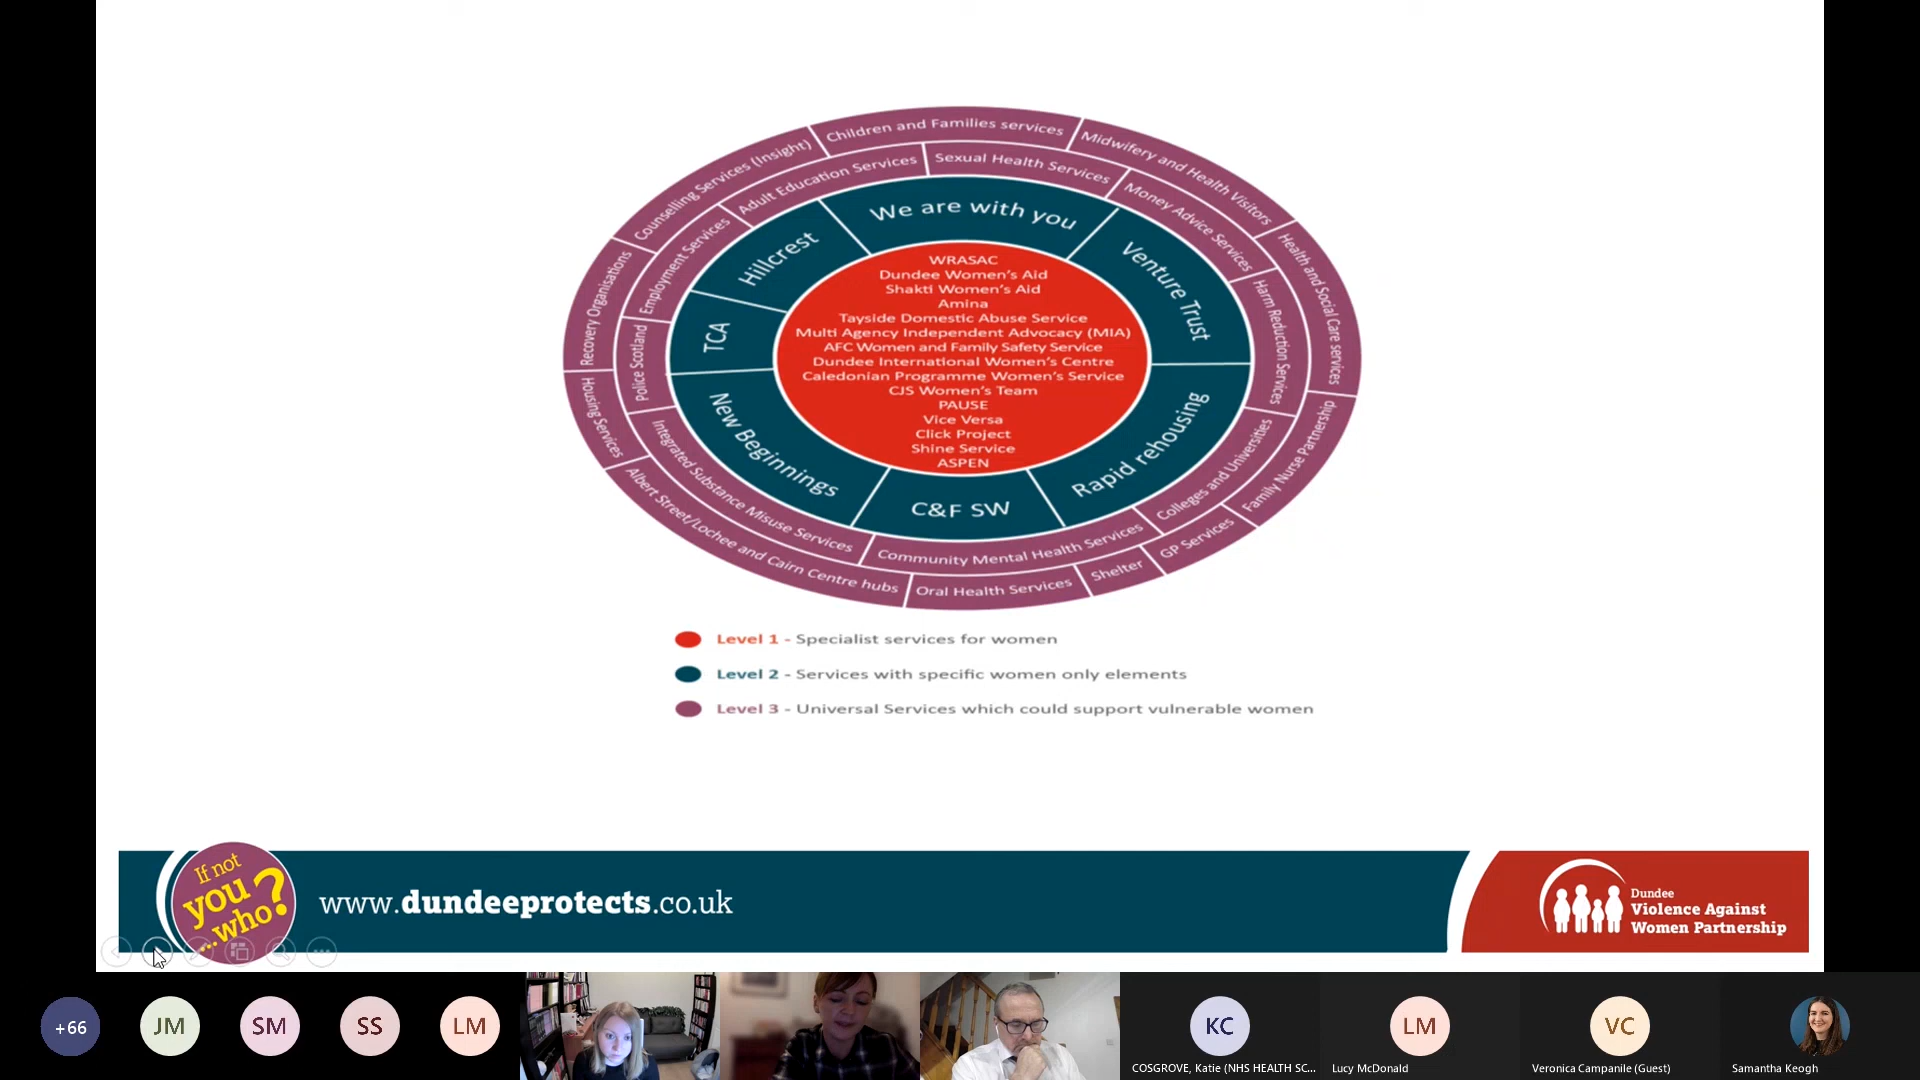 Children and Families services
Midwifery and Health Visitors
Health and Social Care services
Family Nurse Partnership
GP Services
Shelter
Oral Health Services
Albert Street/Lochee and Cairn Centre hubs
Housing Services
Recovery Organisations
Counselling Services (Insight)
Sexual Health Services
Money Advice Services
Harm Reduction Services
Colleges and Universities
Community Mental Health Services
Integrated Substance Misuse Services
Police Scotland
Employment Services
Adult Education Services
We are with you
Venture Trust
Rapid rehousing
C&F SW
New Beginnings
TCA
Hillcrest
WRASAC
Dundee Women's Aid
Shakti Women's Aid
Amina
Tayside Domestic Abuse Service
Multi Agency Independent Advocacy (MIA)
AFC Women and Family Safety Service
Dundee International Women's Centre
Caledonian Programme Women's Service
CJS Women's Team
PAUSE
Vice Versa
Click Project
Shine Service
ASPEN
Level 1 - Specialist services for women
Level 2 - Services with specific women only elements
Level 3 - Universal Services which could support vulnerable women
If not
you
...who?
www.dundeeprotects.co.uk
Dundee
Violence Against
Women Partnership
+66
JM
SM
SS
LM
KC
LM
VC
COSGROVE, Katie (NHS HEALTH SC...
Lucy McDonald
Veronica Campanile (Guest)
Samantha Keogh